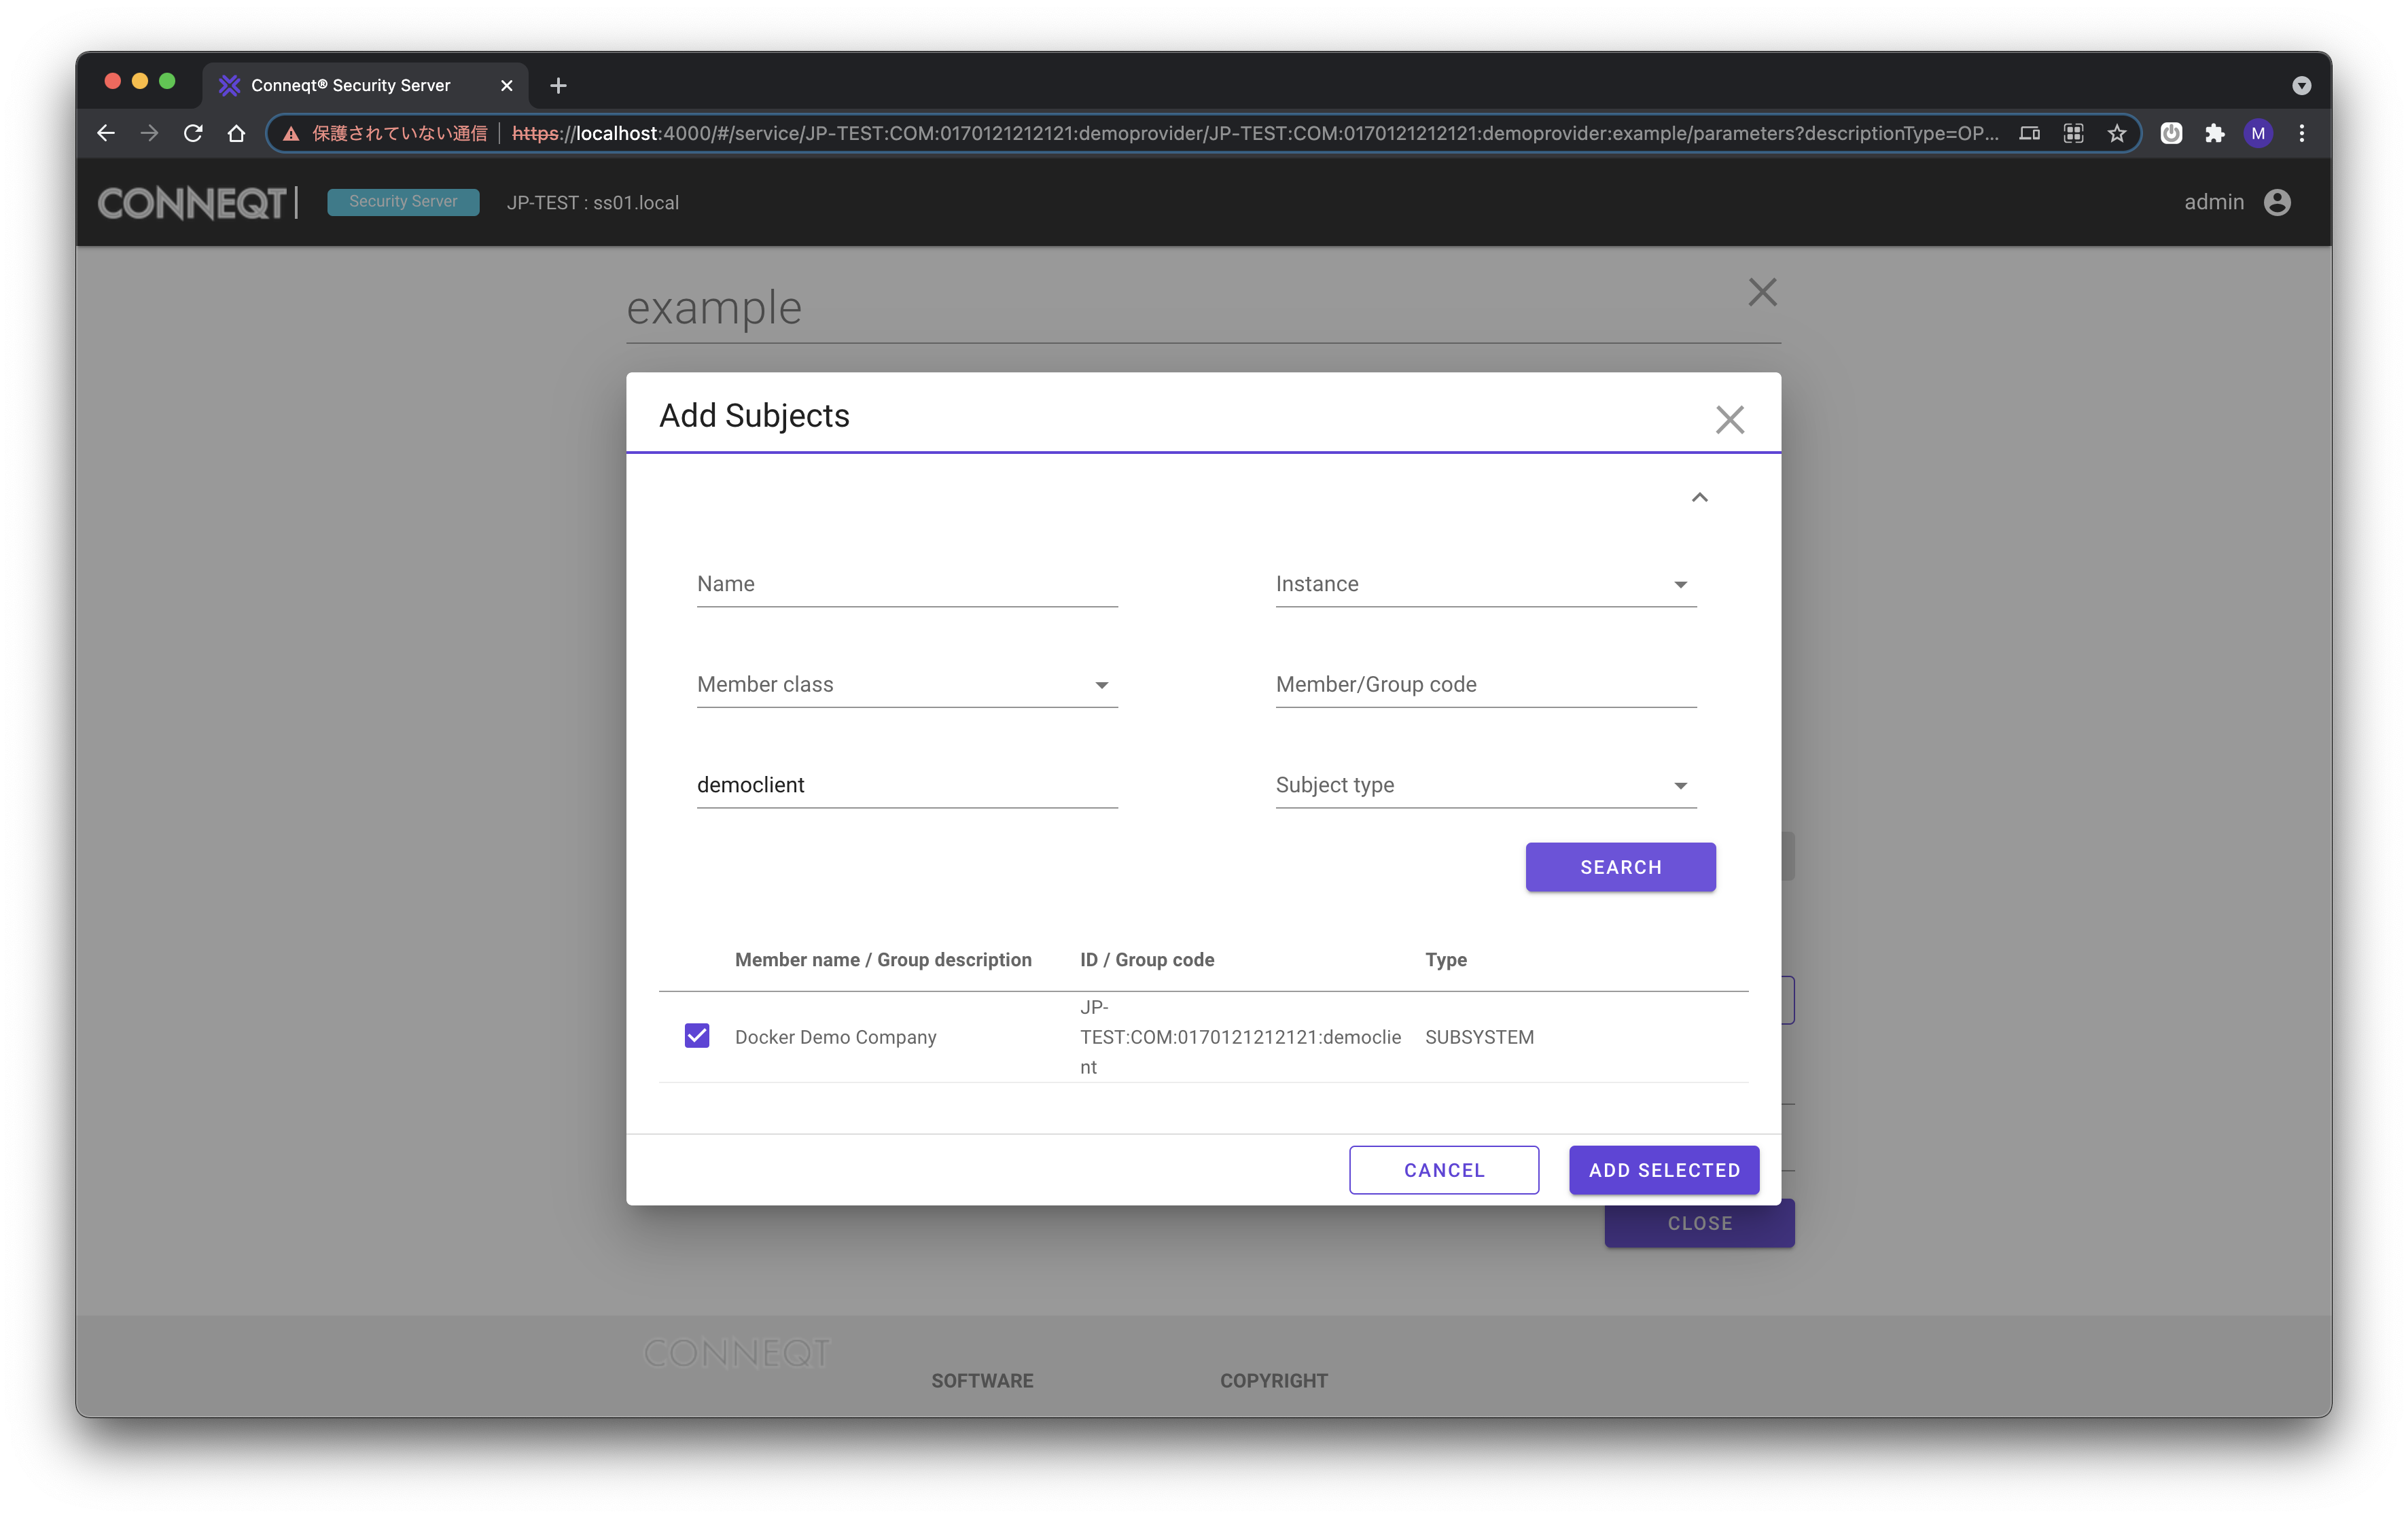 Conneqt® Security Server
保護されていない通信 https://localhost:4000/#/service/JP-TEST:COM:0170121212121:demoprovider/JP-TEST:COM:0170121212121:demoprovider:example/parameters?descriptionType=OP...
M
CONNEQT
Security Server
JP-TEST : ss01.local
admin
example
Add Subjects
Name
Instance
Member class
Member/Group code
democlient
Subject type
SEARCH
Member name / Group description ID / Group code Type
JP-
Docker Demo Company TEST:COM:0170121212121:democlie SUBSYSTEM
nt
CANCEL
ADD SELECTED
CLOSE
CONNEQT
SOFTWARE
COPYRIGHT